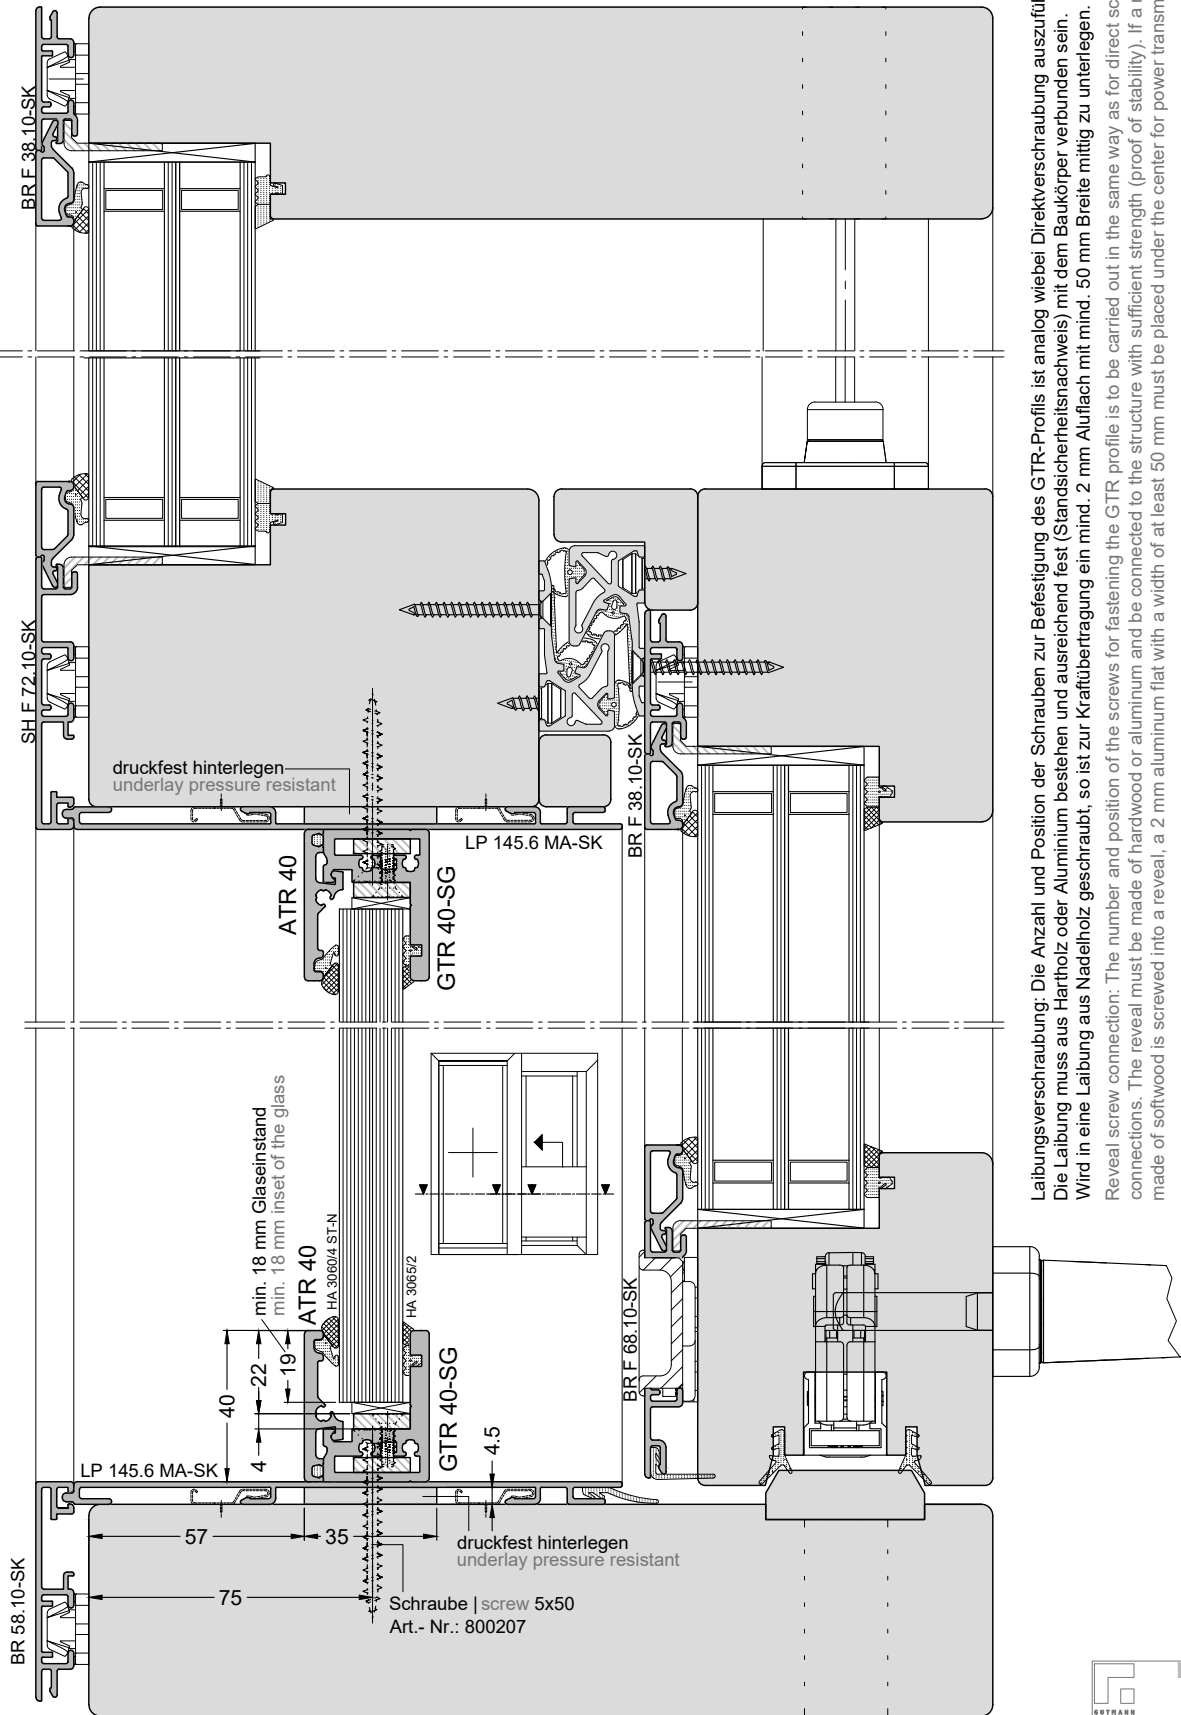 BR F 38.10-SK
SH F 72.10-SK
druckfest hinterlegen
underlay pressure resistant
LP 145.6 MA-SK
BR F 38.10-SK
ATR 40
GTR 40-SG
min. 18 mm Glaseinstand
min. 18 mm inset of the glass
ATR 40
HA 3060/4 ST-N
HA 3065/2
GTR 40-SG
BR F 68.10-SK
19
22
40
4
4.5
LP 145.6 MA-SK
57
35
75
druckfest hinterlegen
underlay pressure resistant
Schraube | screw 5x50
Art.- Nr.: 800207
BR 58.10-SK
Laibungsverschraubung: Die Anzahl und Position der Schrauben zur Befestigung des GTR-Profils ist analog wiebei Direktverschraubung
Die Laibung muss aus Hartholz oder Aluminium bestehen und ausreichend fest (Standsicherheitsnachweis) mit dem Baukörper verbunden sein.
Wird in eine Laibung aus Nadelholz geschraubt, so ist zur Kraftübertragung ein mind. 2 mm Aluflach mit mind. 50 mm Breite mittig zu unterlegen.
Reveal screw connection: The number and position of the screws for fastening the GTR profile is to be carried out in the same way as for direct
connections. The reveal must be made of hardwood or aluminum and be connected to the structure with sufficient strength (proof of stability). If a
made of softwood is screwed into a reveal, a 2 mm aluminum flat with a width of at least 50 mm must be placed under the center for power
GUTMANN